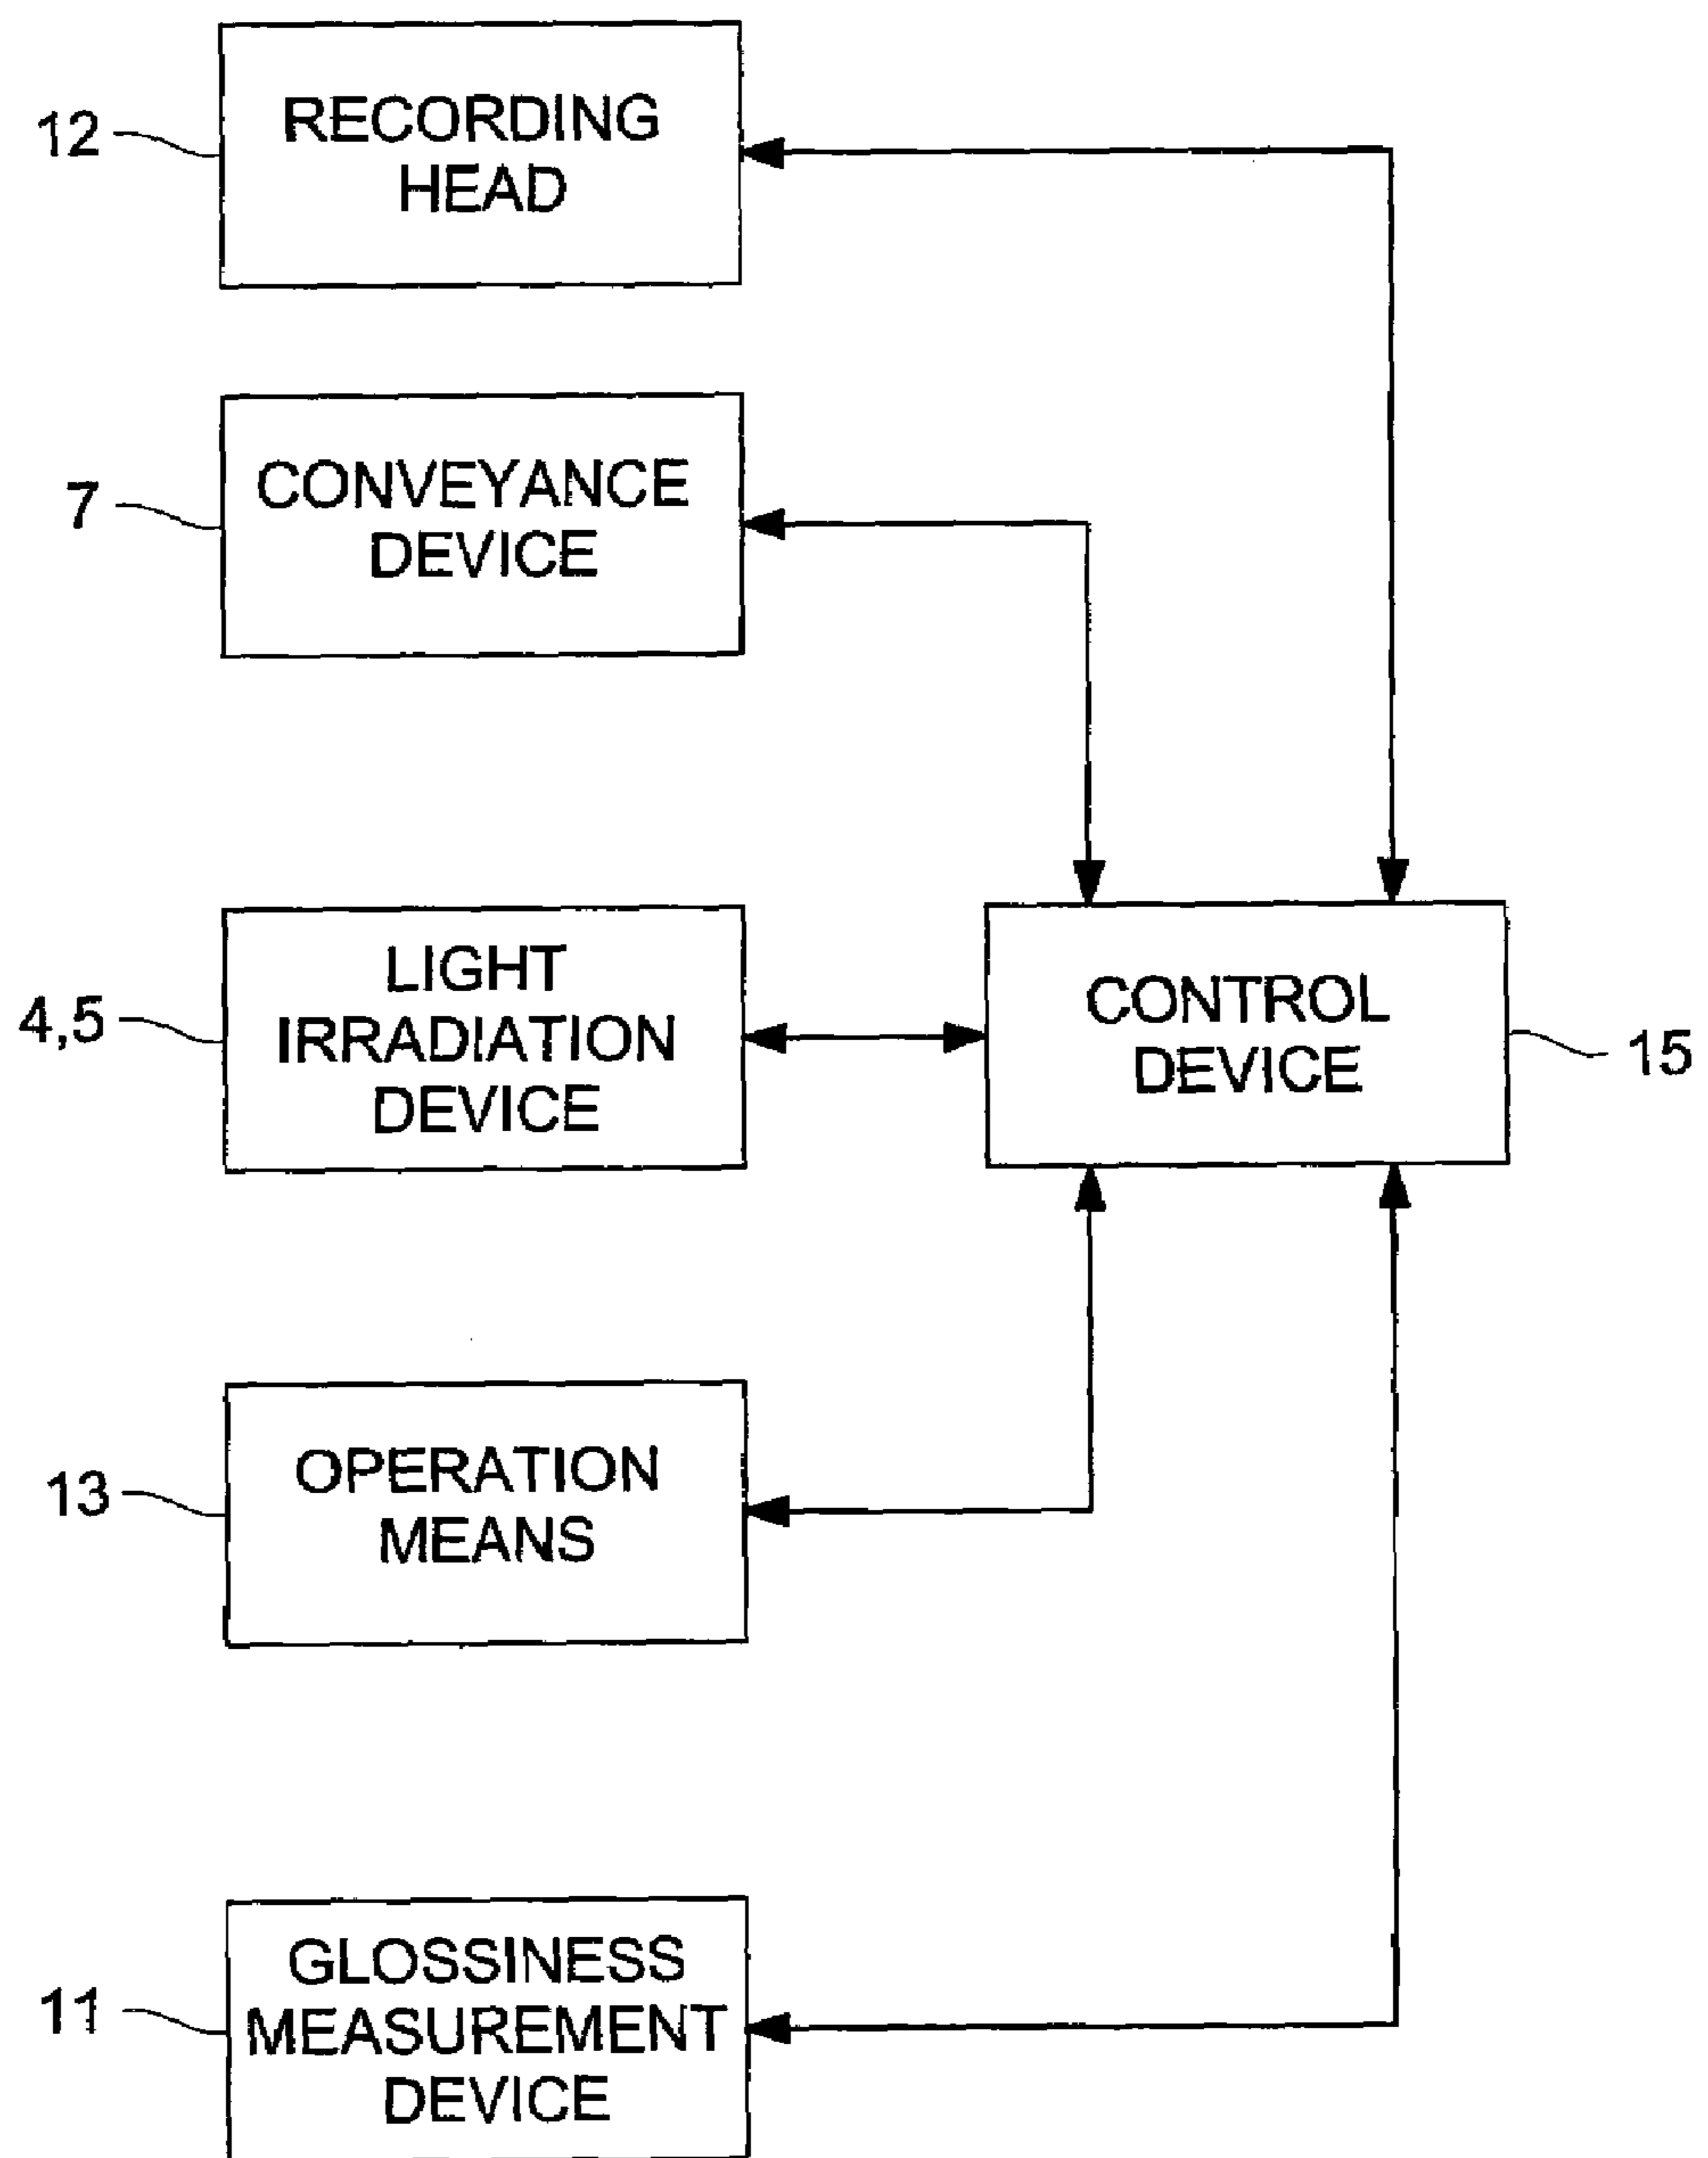 12
RECORDING
HEAD
7
CONVEYANCE
DEVICE
4,5
LIGHT
IRRADIATION
DEVICE
CONTROL
DEVICE
15
13
OPERATION
MEANS
11
GLOSSINESS
MEASUREMENT
DEVICE